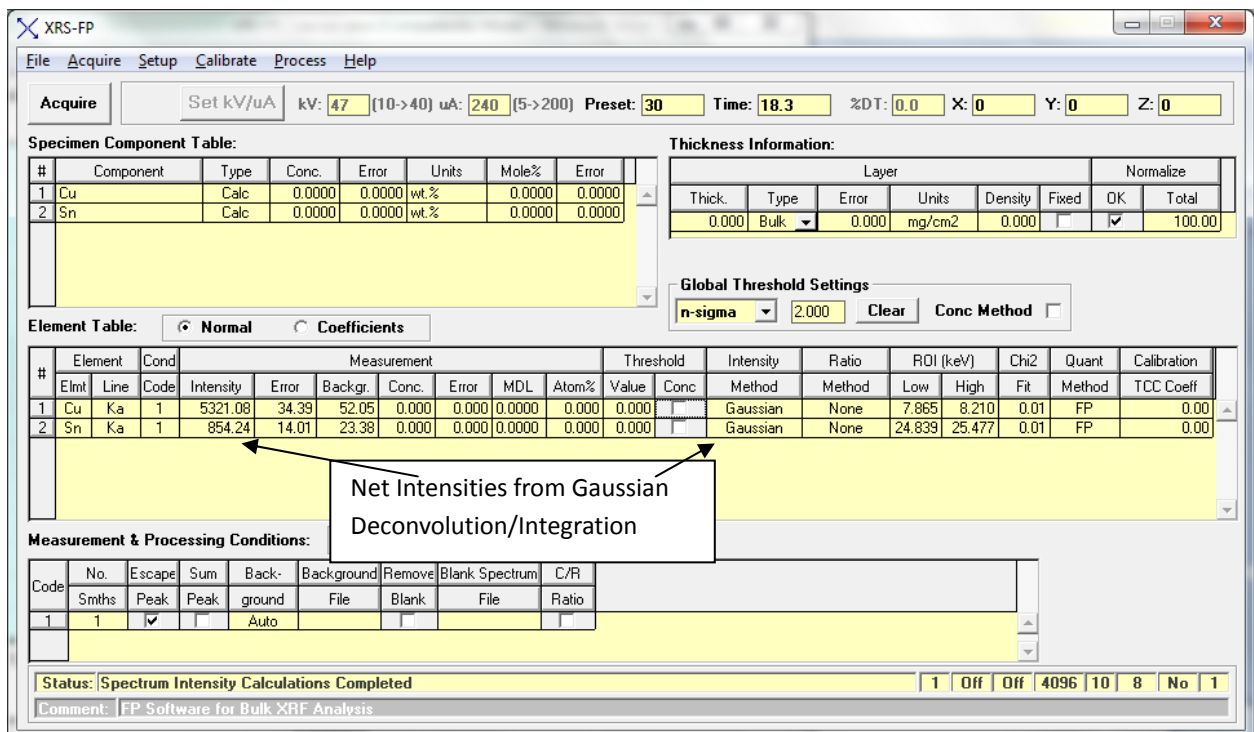 XRS-FP
File Acquire Setup Calibrate Process Help
Acquire Set kV/uA kV: 47 (10->40) uA: 240 (5->200) Preset: 30 Time: 18.3 %DT: 0.0 X: 0 Y: 0 Z: 0
Specimen Component Table: Thickness Information:
# Component Type Conc. Error Units Mole% Error
1 Cu Calc 0.0000 0.0000 wt.% 0.0000 0.0000
2 Sn Calc 0.0000 0.0000 wt.% 0.0000 0.0000
Layer Normalize
Thick. Type Error Units Density Fixed OK Total
0.000 Bulk 0.000 mg/cm2 0.000 100.00
Global Threshold Settings
n-sigma 2.000 Clear Conc Method
Element Table: Normal Coefficients
# Element Cond Measurement Threshold Intensity Ratio ROI (keV) Chi2 Quant Calibration
Elmt Line Code Intensity Error Backgr. Conc. Error MDL Atom% Value Conc Method Method Low High Fit Method TCC Coeff
1 Cu Ka 1 5321.08 34.39 52.05 0.000 0.000 0.0000 0.000 0.000 Gaussian None 7.865 8.210 0.01 FP 0.00
2 Sn Ka 1 854.24 14.01 23.38 0.000 0.000 0.0000 0.000 0.000 Gaussian None 24.839 25.477 0.01 FP 0.00
Net Intensities from Gaussian
Deconvolution/Integration
Measurement & Processing Conditions:
Code No. Escape Sum Back- Background Remove Blank Spectrum C/R
Smths Peak Peak ground File Blank File Ratio
1 1 Auto
Status: Spectrum Intensity Calculations Completed 1 Off Off 4096 10 8 No 1
Comment: FP Software for Bulk XRF Analysis